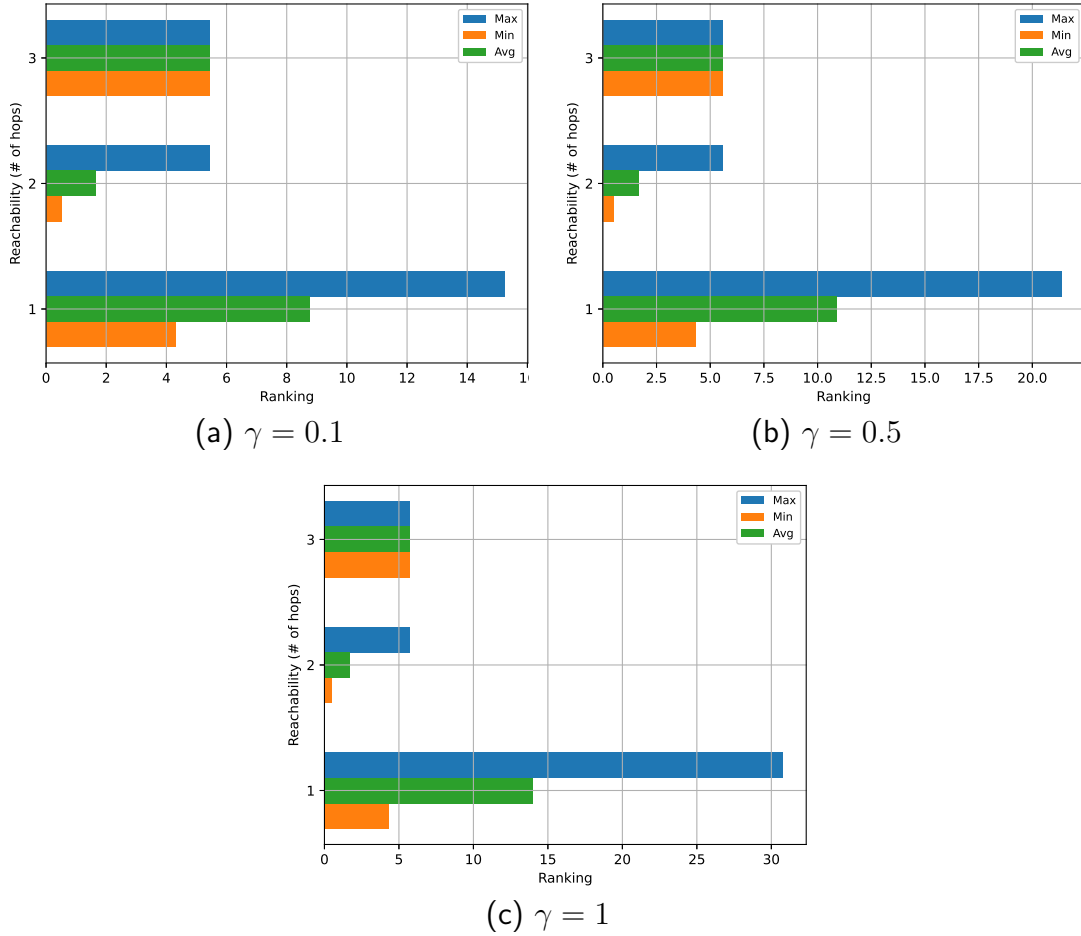 Max
Min
Avg
3
2
1
Reachability (# of hops)
0 2 4 6 8 10 12 14 16
Ranking
(a) γ = 0.1
Max
Min
Avg
3
2
1
Reachability (# of hops)
0.0 2.5 5.0 7.5 10.0 12.5 15.0 17.5 20.0
Ranking
(b) γ = 0.5
Max
Min
Avg
3
2
1
Reachability (# of hops)
0 5 10 15 20 25 30
Ranking
(c) γ = 1